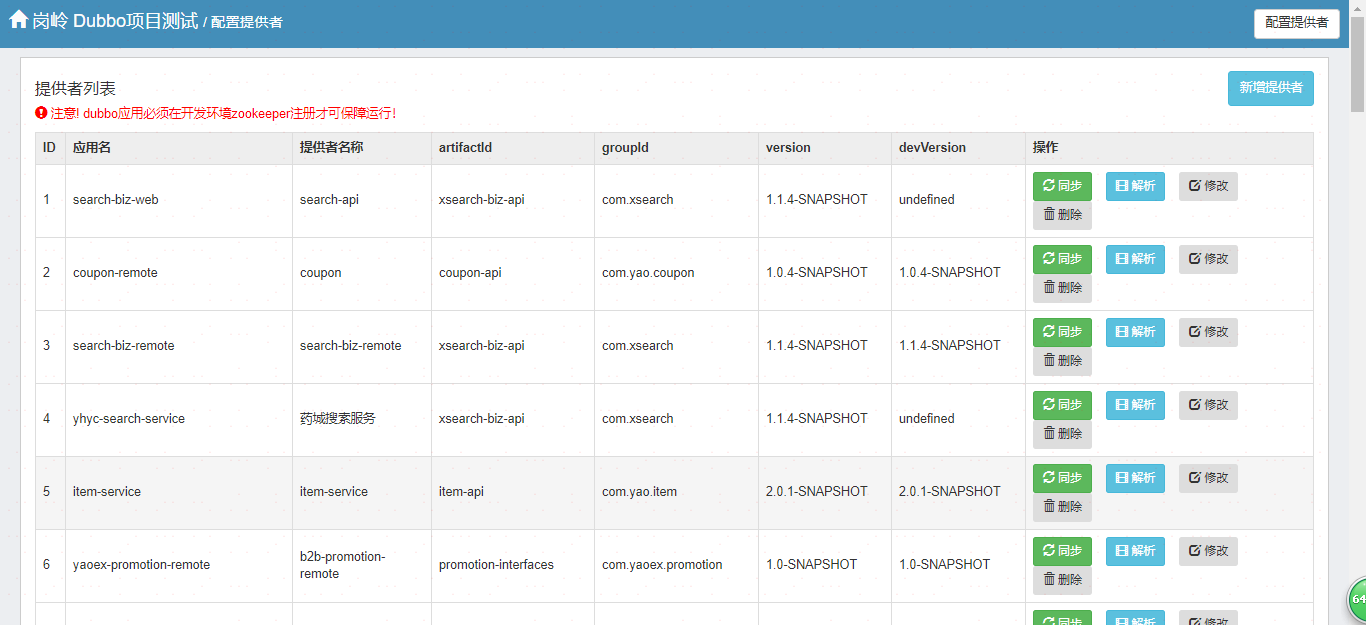 岗岭 Dubbo项目测试 / 配置提供者
配置提供者
提供者列表
新增提供者
注意! dubbo应用必须在开发环境zookeeper注册才可保障运行!
ID 应用名 提供者名称 artifactId groupId version devVersion 操作
1 search-biz-web search-api xsearch-biz-api com.xsearch 1.1.4-SNAPSHOT undefined 同步 解析 修改
删除
2 coupon-remote coupon coupon-api com.yao.coupon 1.0.4-SNAPSHOT 1.0.4-SNAPSHOT 同步 解析 修改
删除
3 search-biz-remote search-biz-remote xsearch-biz-api com.xsearch 1.1.4-SNAPSHOT 1.1.4-SNAPSHOT 同步 解析 修改
删除
4 yhyc-search-service 药城搜索服务 xsearch-biz-api com.xsearch 1.1.4-SNAPSHOT undefined 同步 解析 修改
删除
5 item-service item-service item-api com.yao.item 2.0.1-SNAPSHOT 2.0.1-SNAPSHOT 同步 解析 修改
删除
6 yaoex-promotion-remote b2b-promotion-remote promotion-interfaces com.yaoex.promotion 1.0-SNAPSHOT 1.0-SNAPSHOT 同步 解析 修改
删除
64
同步 解析 修改